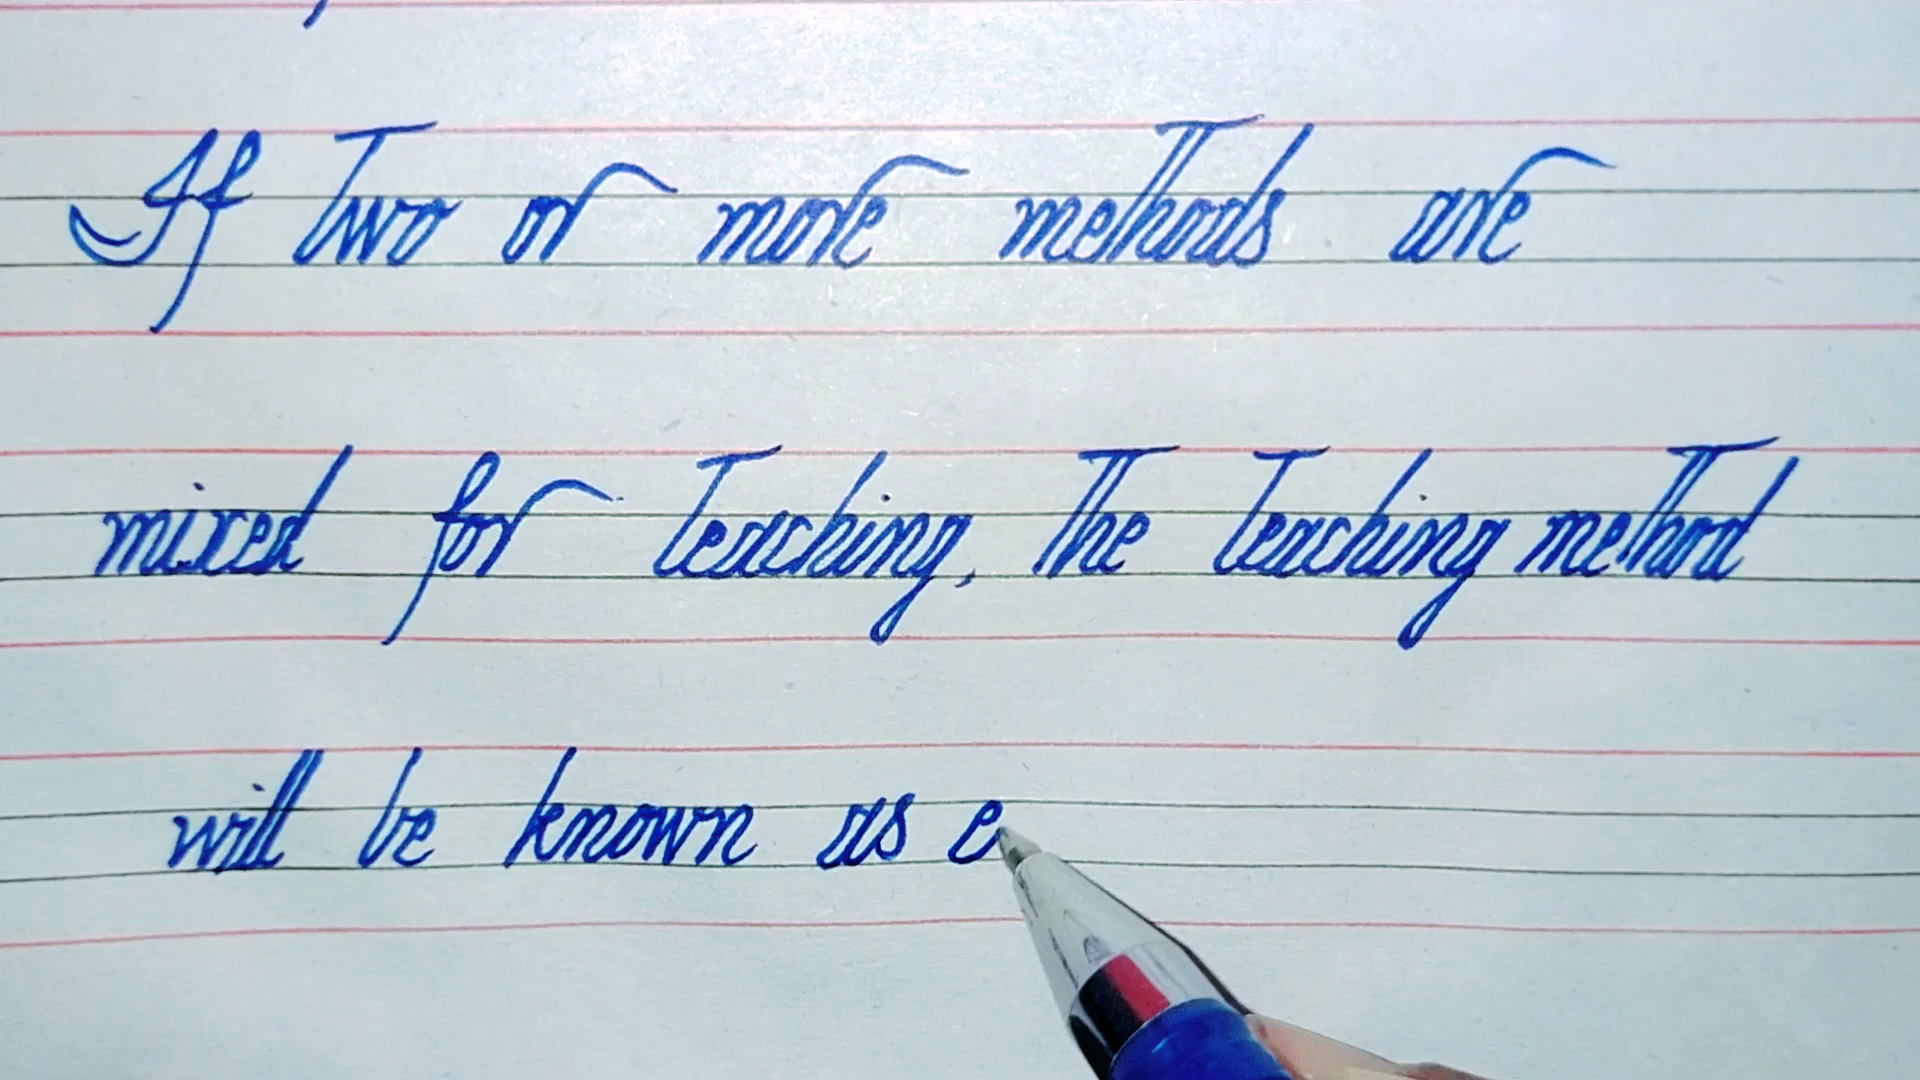 If two or more methods are
mixed for teaching, the teaching method
will be known as e